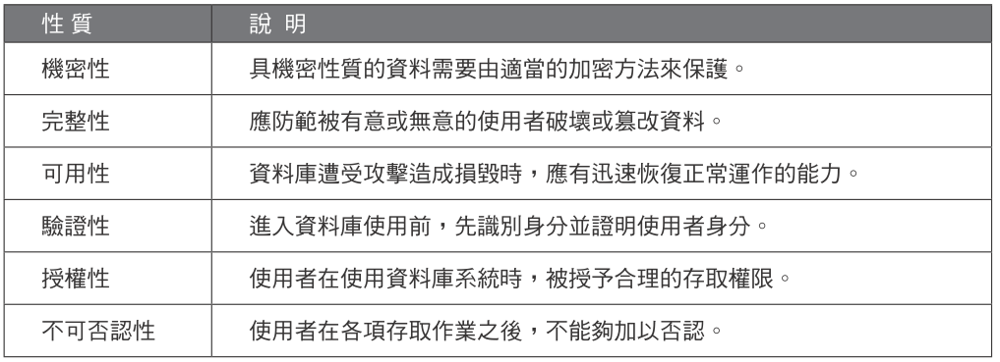 性質 說明
機密性 具機密性質的資料需要由適當的加密方法來保護。
完整性 應防範被有意或無意的使用者破壞或篡改資料。
可用性 資料庫遭受攻擊造成損毀時，應有迅速恢復正常運作的能力。
驗證性 進入資料庫使用前，先識別身分並證明使用者身分。
授權性 使用者在使用資料庫系統時，被授予合理的存取權限。
不可否認性 使用者在各項存取作業之後，不能夠加以否認。